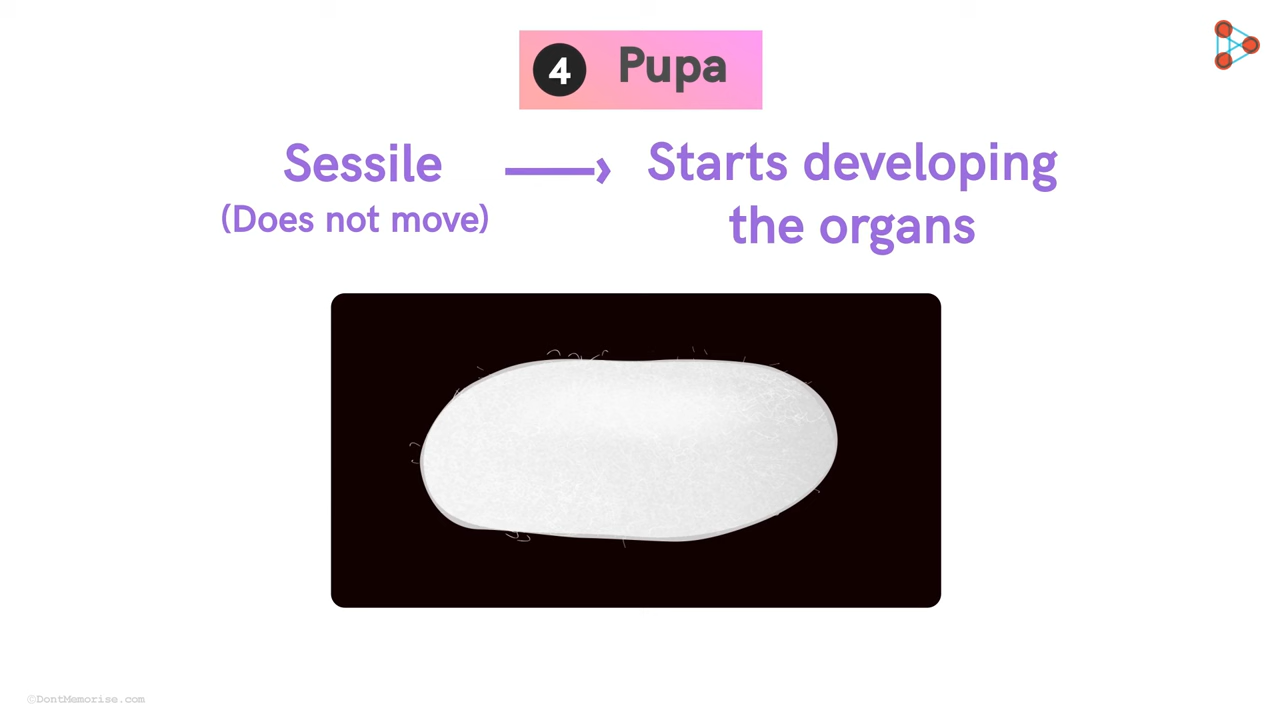 4 Pupa
Sessile
(Does not move)
Starts developing
the organs
©DontMemorise.com